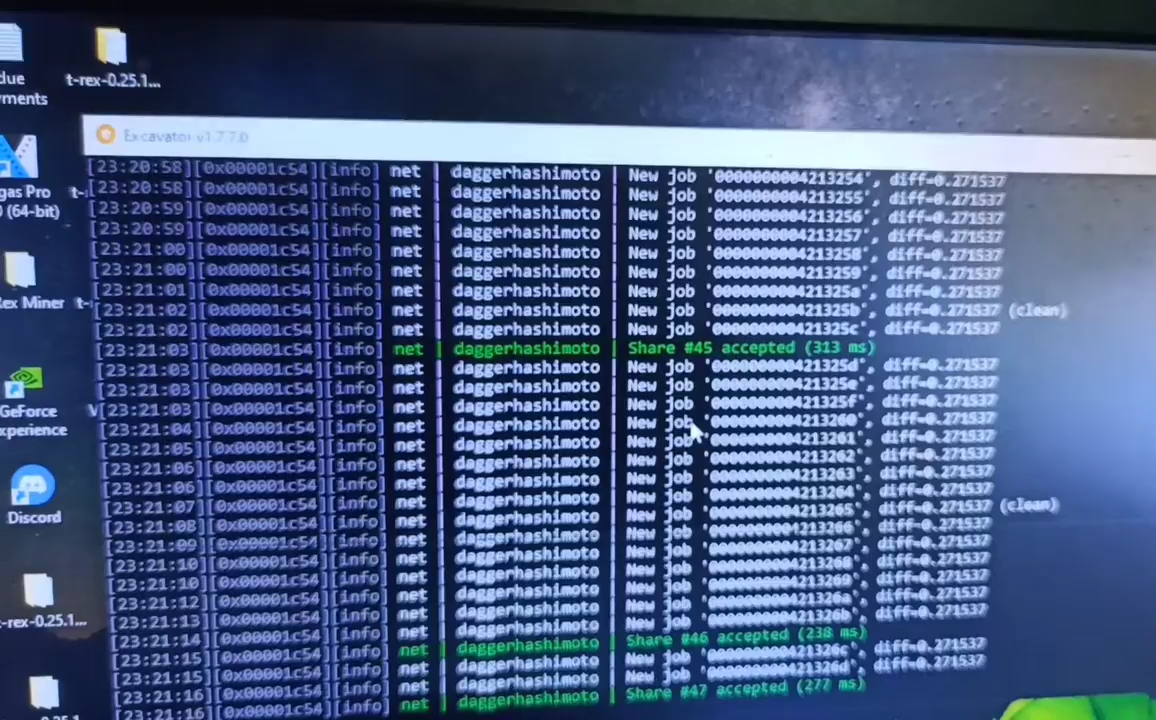 t-rex-0.25.1...
ments
Excavator v1.7.7.0
gas Pro
(64-bit)
ex Miner
GeForce
xperience
Discord
-rex-0.25.1...
[23:20:58][0x00001c54][info] net | daggerhashimoto | New job '0000000004213254', diff=0.271537
[23:20:58][0x00001c54][info] net | daggerhashimoto | New job '0000000004213255', diff=0.271537
[23:20:59][0x00001c54][info] net | daggerhashimoto | New job '0000000004213256', diff=0.271537
[23:20:59][0x00001c54][info] net | daggerhashimoto | New job '0000000004213257', diff=0.271537
[23:21:00][0x00001c54][info] net | daggerhashimoto | New job '0000000004213258', diff=0.271537
[23:21:00][0x00001c54][info] net | daggerhashimoto | New job '0000000004213259', diff=0.271537
[23:21:01][0x00001c54][info] net | daggerhashimoto | New job '000000000421325a', diff=0.271537
[23:21:02][0x00001c54][info] net | daggerhashimoto | New job '000000000421325b', diff=0.271537 (clean)
[23:21:02][0x00001c54][info] net | daggerhashimoto | New job '000000000421325c', diff=0.271537
[23:21:03][0x00001c54][info] net | daggerhashimoto | Share #45 accepted (313 ms)
[23:21:03][0x00001c54][info] net | daggerhashimoto | New job '000000000421325d', diff=0.271537
[23:21:03][0x00001c54][info] net | daggerhashimoto | New job '000000000421325e', diff=0.271537
[23:21:03][0x00001c54][info] net | daggerhashimoto | New job '000000000421325f', diff=0.271537
[23:21:04][0x00001c54][info] net | daggerhashimoto | New job '0000000004213260', diff=0.271537
[23:21:05][0x00001c54][info] net | daggerhashimoto | New job '0000000004213261', diff=0.271537
[23:21:06][0x00001c54][info] net | daggerhashimoto | New job '0000000004213262', diff=0.271537
[23:21:06][0x00001c54][info] net | daggerhashimoto | New job '0000000004213263', diff=0.271537
[23:21:07][0x00001c54][info] net | daggerhashimoto | New job '0000000004213264', diff=0.271537
[23:21:08][0x00001c54][info] net | daggerhashimoto | New job '0000000004213265', diff=0.271537 (clean)
[23:21:09][0x00001c54][info] net | daggerhashimoto | New job '0000000004213266', diff=0.271537
[23:21:10][0x00001c54][info] net | daggerhashimoto | New job '0000000004213267', diff=0.271537
[23:21:10][0x00001c54][info] net | daggerhashimoto | New job '0000000004213268', diff=0.271537
[23:21:12][0x00001c54][info] net | daggerhashimoto | New job '0000000004213269', diff=0.271537
[23:21:13][0x00001c54][info] net | daggerhashimoto | New job '000000000421326a', diff=0.271537
[23:21:14][0x00001c54][info] net | daggerhashimoto | New job '000000000421326b', diff=0.271537
[23:21:15][0x00001c54][info] net | daggerhashimoto | Share #46 accepted (238 ms)
[23:21:15][0x00001c54][info] net | daggerhashimoto | New job '000000000421326c', diff=0.271537
[23:21:16][0x00001c54][info] net | daggerhashimoto | New job '000000000421326d', diff=0.271537
[23:21:16][0x00001c54][info] net | daggerhashimoto | Share #47 accepted (277 ms)